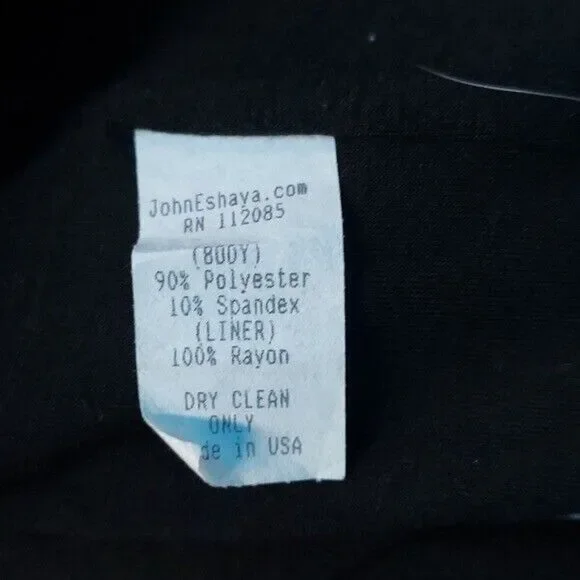 JohnEshaya.com
RN 112085
(BODY)
90% Polyester
10% Spandex
(LINER)
100% Rayon
DRY CLEAN
ONLY
de in USA